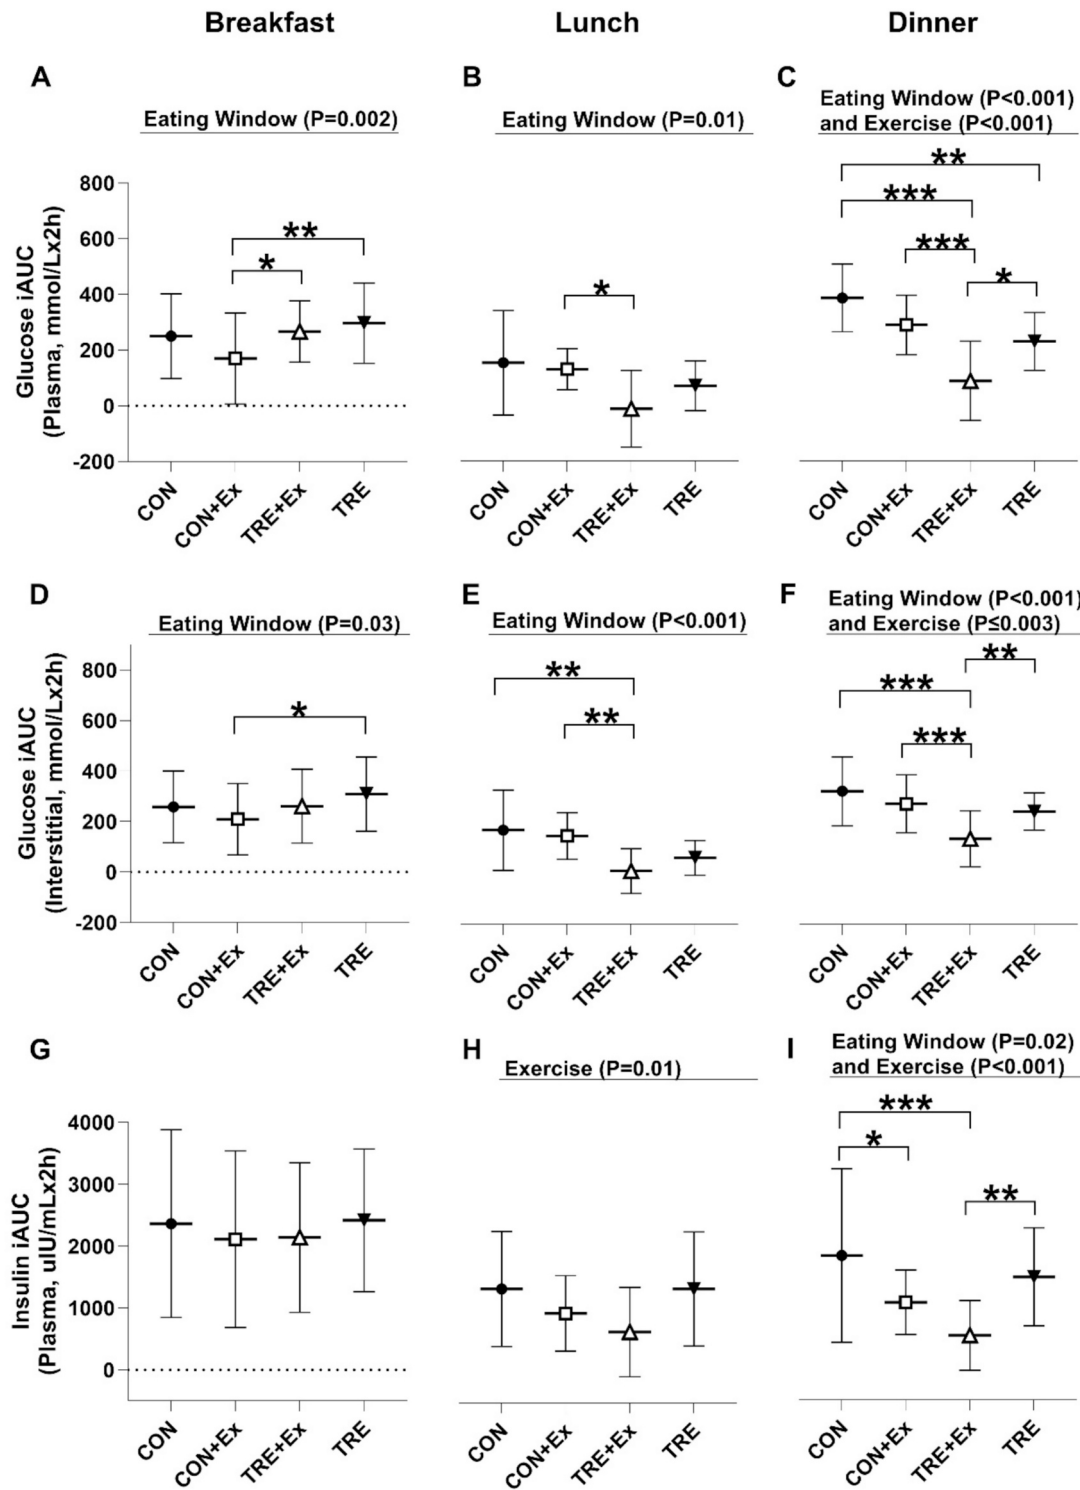 Breakfast
Lunch
Dinner
A
B
C
Eating Window (P=0.002)
Eating Window (P=0.01)
Eating Window (P<0.001)
and Exercise (P<0.001)
Glucose iAUC
(Plasma, mmol/Lx2h)
800
600
400
200
0
-200
**
*
*
**
***
***
*
CON
CON+Ex
TRE+Ex
TRE
CON
CON+Ex
TRE+Ex
TRE
CON
CON+Ex
TRE+Ex
TRE
D
E
F
Eating Window (P=0.03)
Eating Window (P<0.001)
Eating Window (P<0.001)
and Exercise (P≤0.003)
Glucose iAUC
(Interstitial, mmol/Lx2h)
800
600
400
200
0
-200
*
**
**
**
***
***
CON
CON+Ex
TRE+Ex
TRE
CON
CON+Ex
TRE+Ex
TRE
CON
CON+Ex
TRE+Ex
TRE
G
H
I
Exercise (P=0.01)
Eating Window (P=0.02)
and Exercise (P<0.001)
Insulin iAUC
(Plasma, uIU/mLx2h)
4000
3000
2000
1000
0
***
*
**
CON
CON+Ex
TRE+Ex
TRE
CON
CON+Ex
TRE+Ex
TRE
CON
CON+Ex
TRE+Ex
TRE